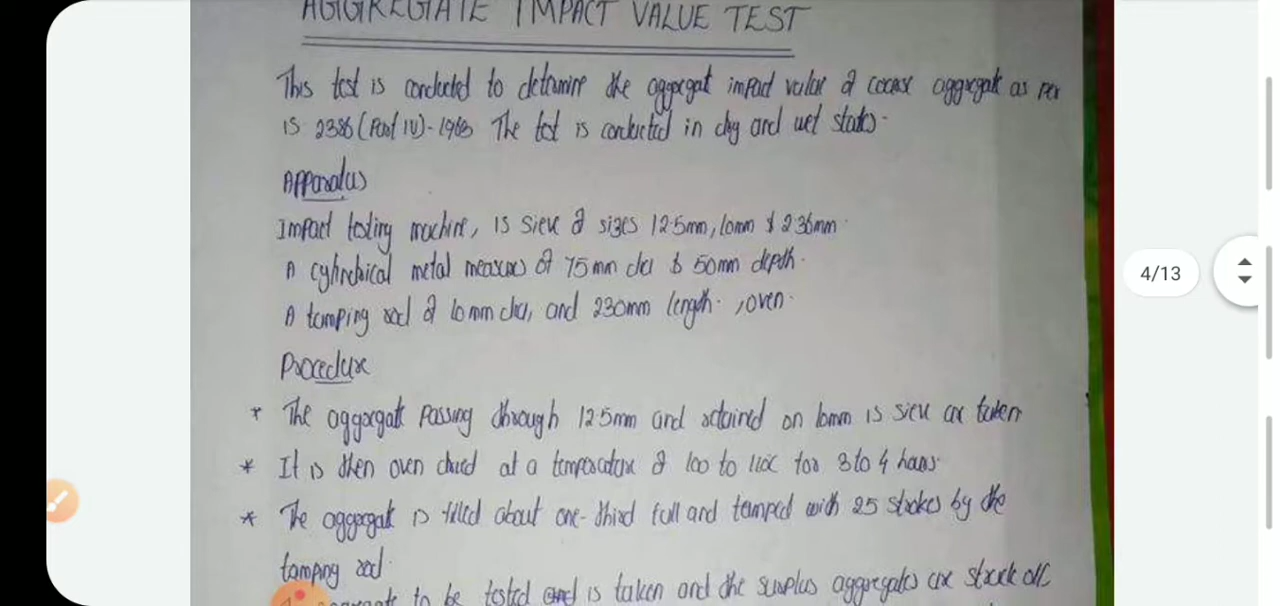 AGGREGATE IMPACT VALUE TEST
This test is conducted to determine the aggregat impact value of coarse aggregate as per
IS 2386 (Part IV)-1963 The test is conducted in dry and wet states.
Apparatus
Impact testing machine, IS sieve of sizes 12.5mm, 10mm & 2.36mm.
A cylindrical metal measures of 75mm dia & 50mm depth.
A tamping rod of 10mm dia, and 230mm length. , oven.
Procedure
* The aggregate passing through 12.5mm and retained on 10mm is sieve are taken
* It is then oven dried at a temperature of 100 to 110c for 3 to 4 hours.
* The aggregate is filled about one-third full and tamped with 25 strokes by the
tamping rod.
to be tested and is taken and the surplus aggregates are struck off
4/13